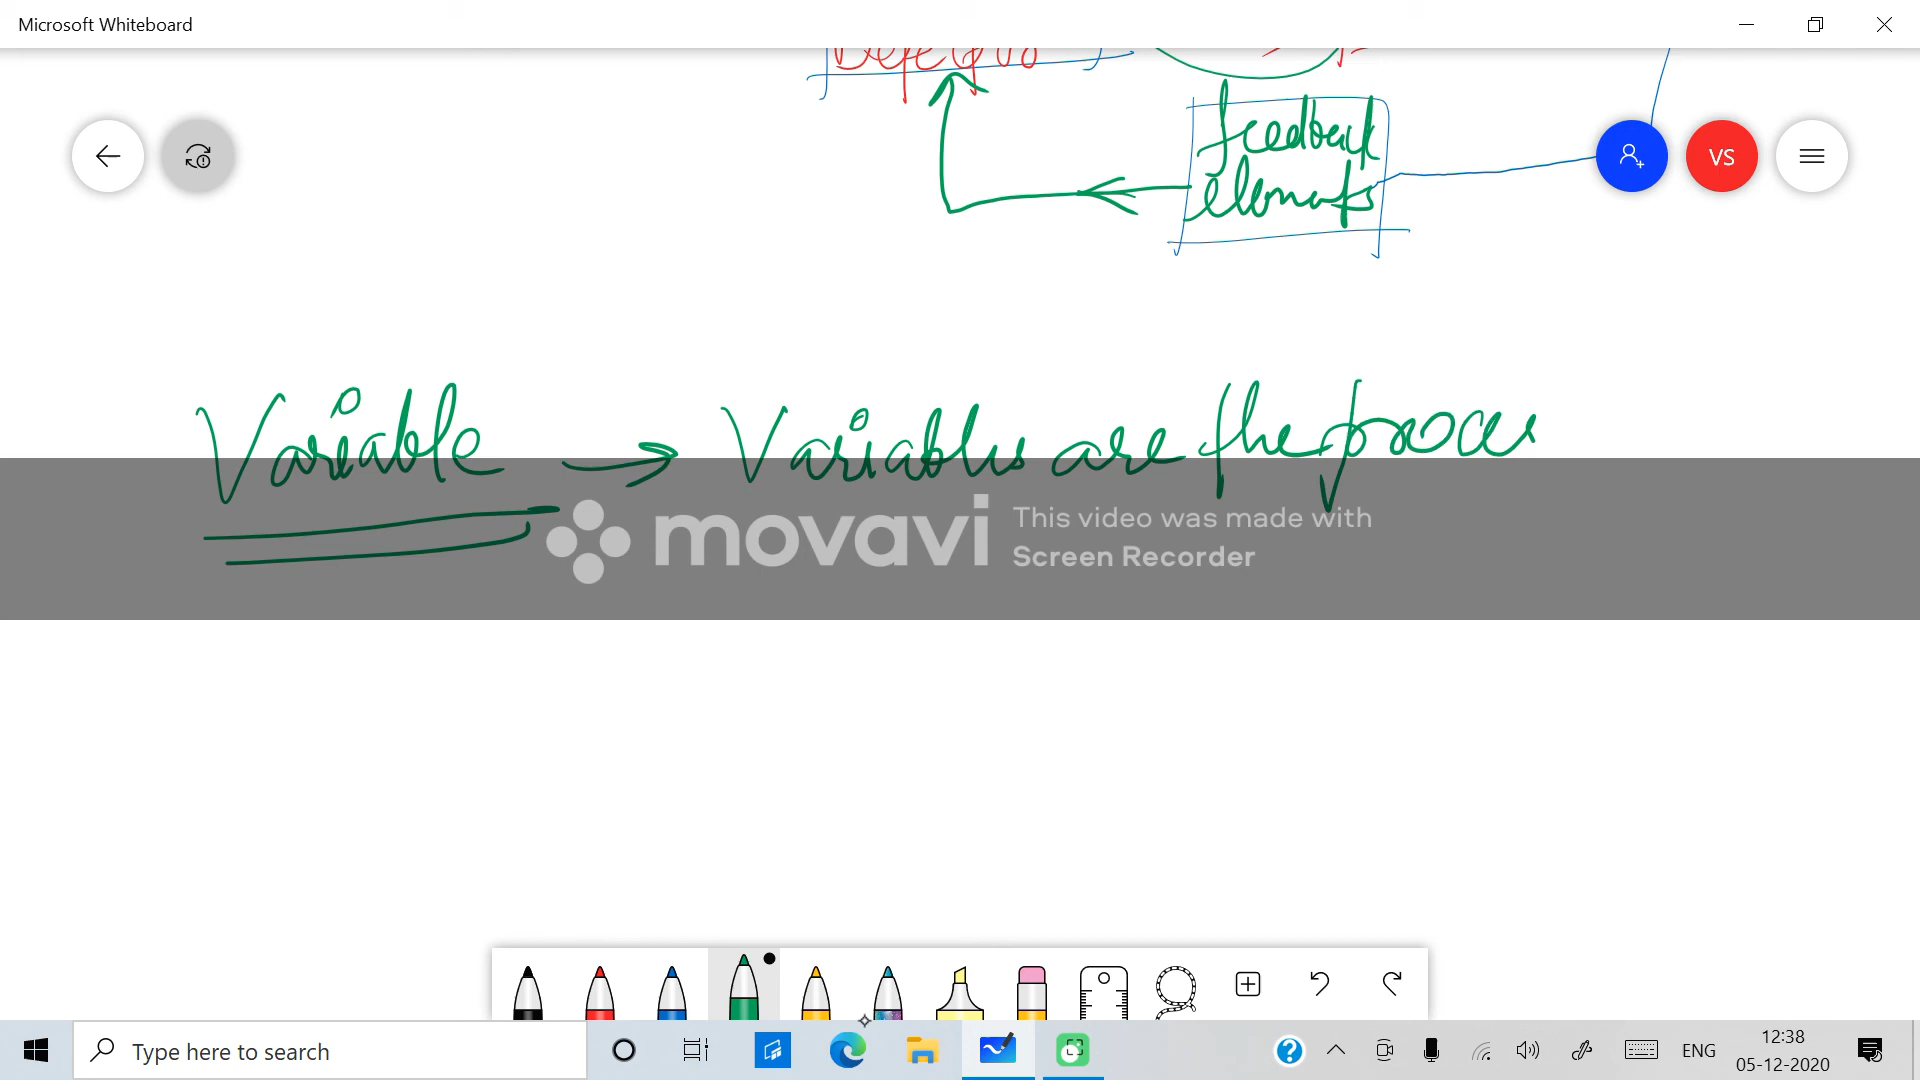 Microsoft Whiteboard
feedback
elements
VS
Variable → Variables are the proces
movavi
This video was made with
Screen Recorder
Type here to search
ENG
12:38
05-12-2020